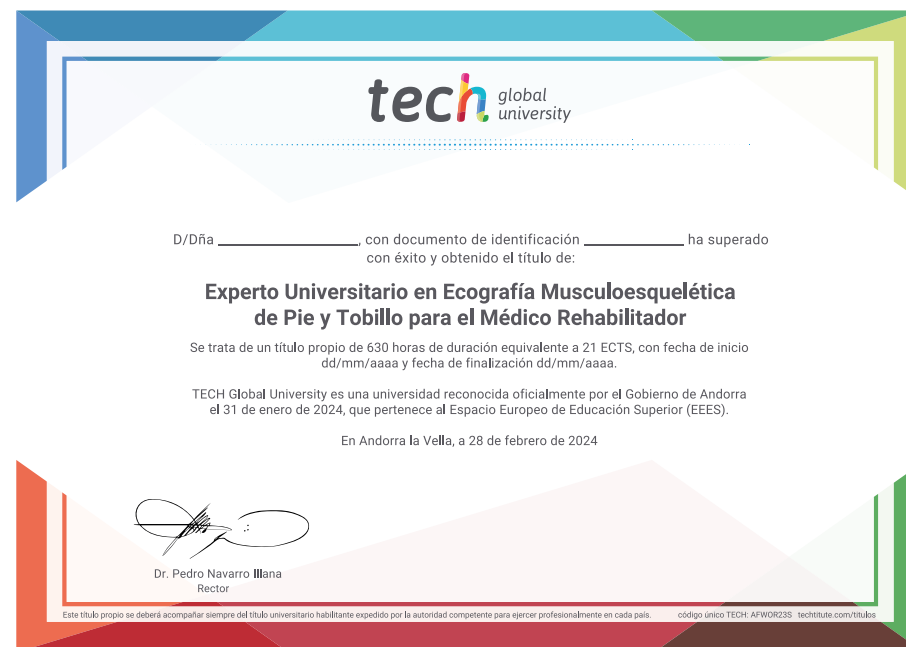 tech global university
D/Dña ____________________, con documento de identificación ______________ ha superado
con éxito y obtenido el título de:
Experto Universitario en Ecografía Musculoesquelética
de Pie y Tobillo para el Médico Rehabilitador
Se trata de un título propio de 630 horas de duración equivalente a 21 ECTS, con fecha de inicio
dd/mm/aaaa y fecha de finalización dd/mm/aaaa.
TECH Global University es una universidad reconocida oficialmente por el Gobierno de Andorra
el 31 de enero de 2024, que pertenece al Espacio Europeo de Educación Superior (EEES).
En Andorra la Vella, a 28 de febrero de 2024
Dr. Pedro Navarro Illana
Rector
Este título propio se deberá acompañar siempre del título universitario habilitante expedido por la autoridad competente para ejercer profesionalmente en cada país. código único TECH: AFWOR23S techtitute.com/titulos